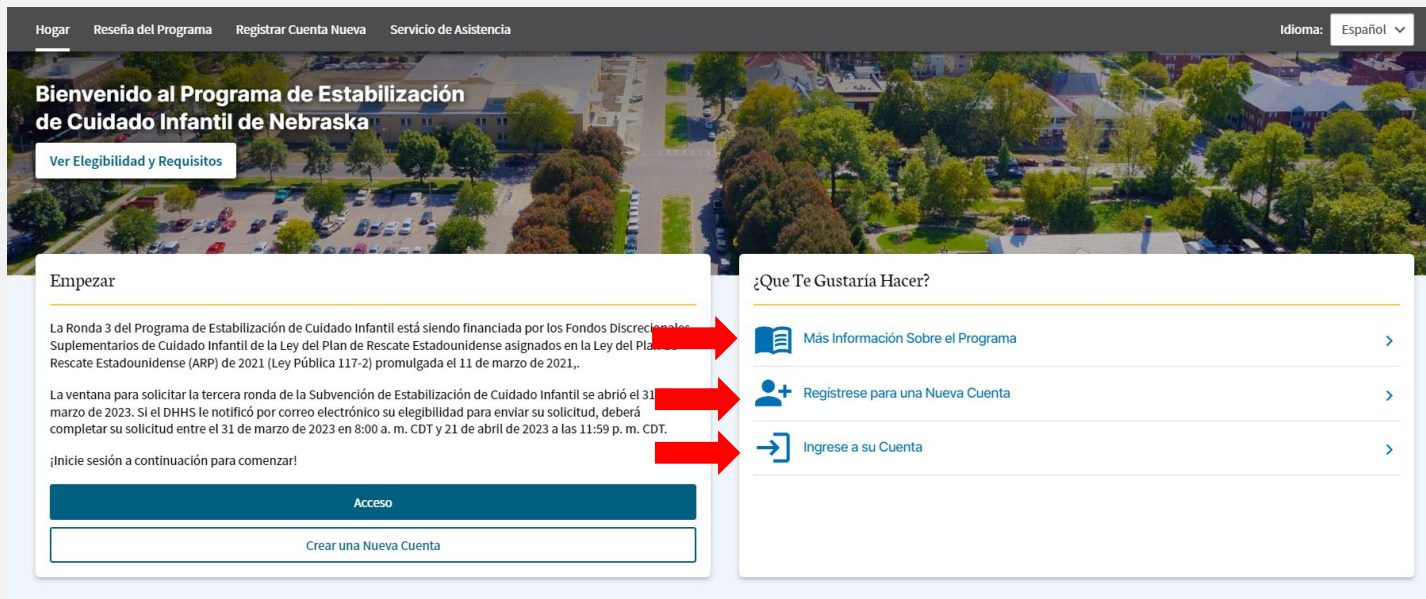 Hogar Reseña del Programa Registrar Cuenta Nueva Servicio de Asistencia Idioma: Español
Bienvenido al Programa de Estabilización
de Cuidado Infantil de Nebraska
Ver Elegibilidad y Requisitos
Empezar
La Ronda 3 del Programa de Estabilización de Cuidado Infantil está siendo financiada por los Fondos Discrecionales
Suplementarios de Cuidado Infantil de la Ley del Plan de Rescate Estadounidense asignados en la Ley del Plan de
Rescate Estadounidense (ARP) de 2021 (Ley Pública 117-2) promulgada el 11 de marzo de 2021,.
La ventana para solicitar la tercera ronda de la Subvención de Estabilización de Cuidado Infantil se abrió el 31
marzo de 2023. Si el DHHS le notificó por correo electrónico su elegibilidad para enviar su solicitud, deberá
completar su solicitud entre el 31 de marzo de 2023 en 8:00 a. m. CDT y 21 de abril de 2023 a las 11:59 p. m. CDT.
¡Inicie sesión a continuación para comenzar!
Acceso
Crear una Nueva Cuenta
¿Que Te Gustaría Hacer?
Más Información Sobre el Programa
Regístrese para una Nueva Cuenta
Ingrese a su Cuenta